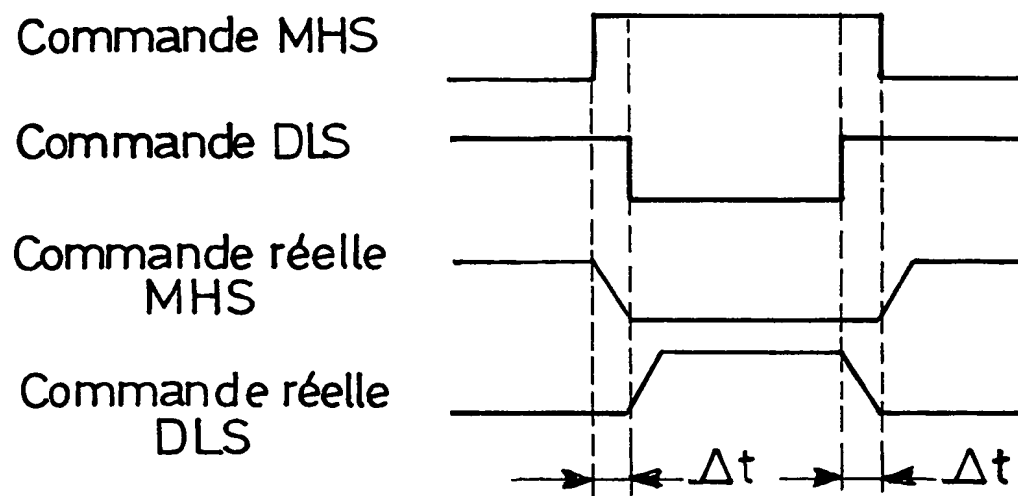 Commande MHS
Commande DLS
Commande réelle
MHS
Commande réelle
DLS
Δt
Δt